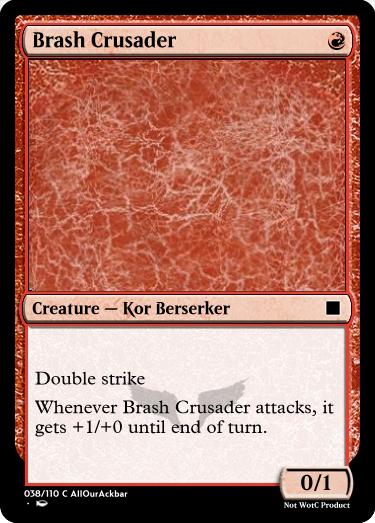 Brash Crusader
Creature — Kor Berserker
Double strike
Whenever Brash Crusader attacks, it
gets +1/+0 until end of turn.
0/1
038/110 C AllOurAckbar
Not WotC Product